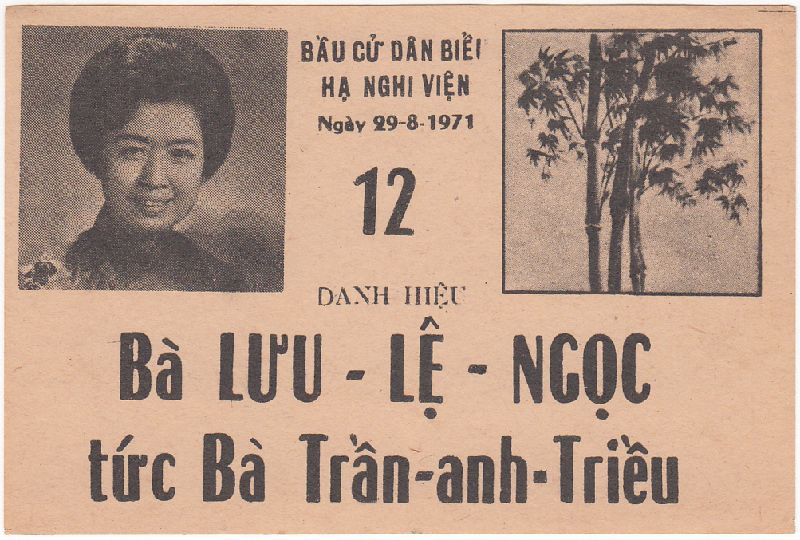 BẦU CỬ DÂN BIỂU
HẠ NGHI VIỆN
Ngày 29-8-1971
12
DANH HIỆU
Bà LƯU - LỆ - NGỌC
tức Bà Trần-anh-Triều